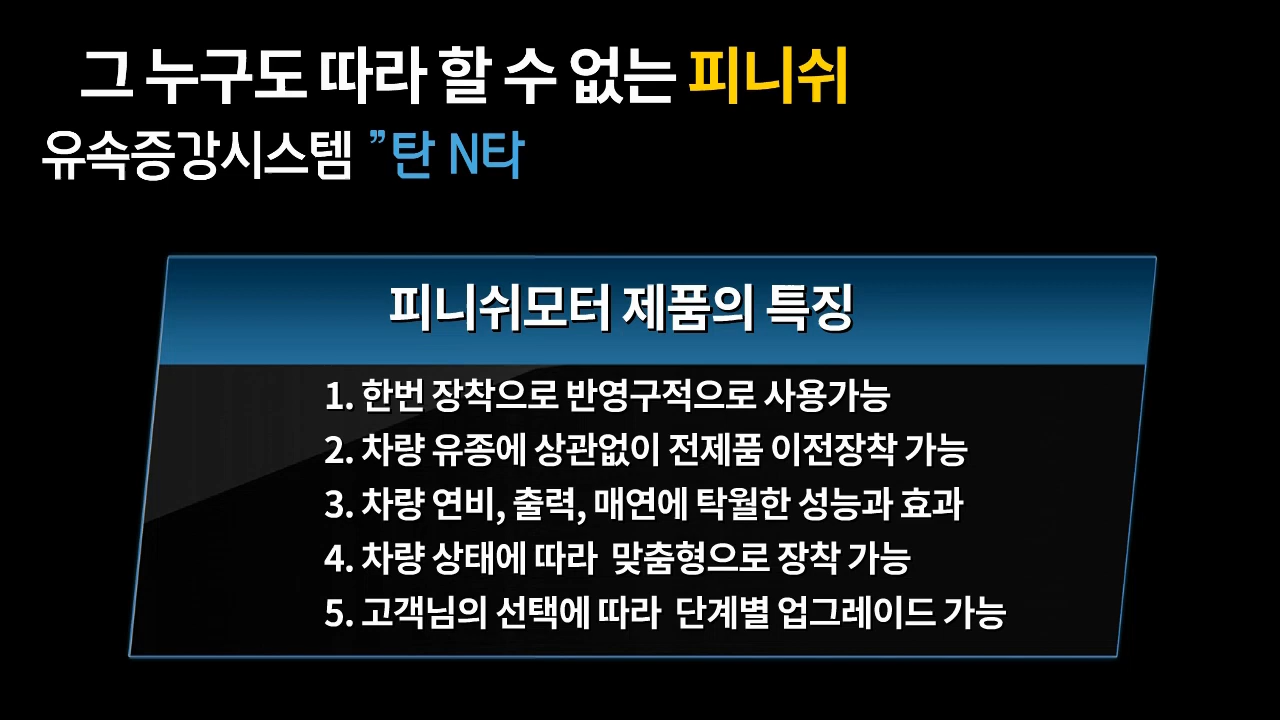 그 누구도 따라 할 수 없는 피니쉬
유속증강시스템 ”탄 N타
피니쉬모터 제품의 특징
1. 한번 장착으로 반영구적으로 사용가능
2. 차량 유종에 상관없이 전제품 이전장착 가능
3. 차량 연비, 출력, 매연에 탁월한 성능과 효과
4. 차량 상태에 따라 맞춤형으로 장착 가능
5. 고객님의 선택에 따라 단계별 업그레이드 가능